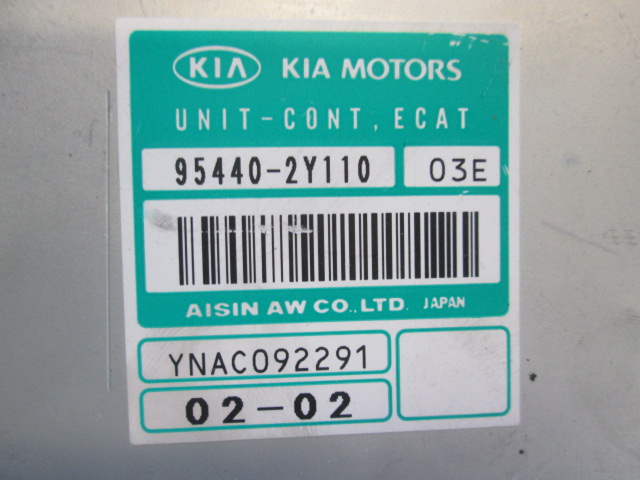 KIA KIA MOTORS
UNIT-CONT, ECAT
95440-2Y110 03E
AISIN AW CO.,LTD. JAPAN
YNAC092291
02-02